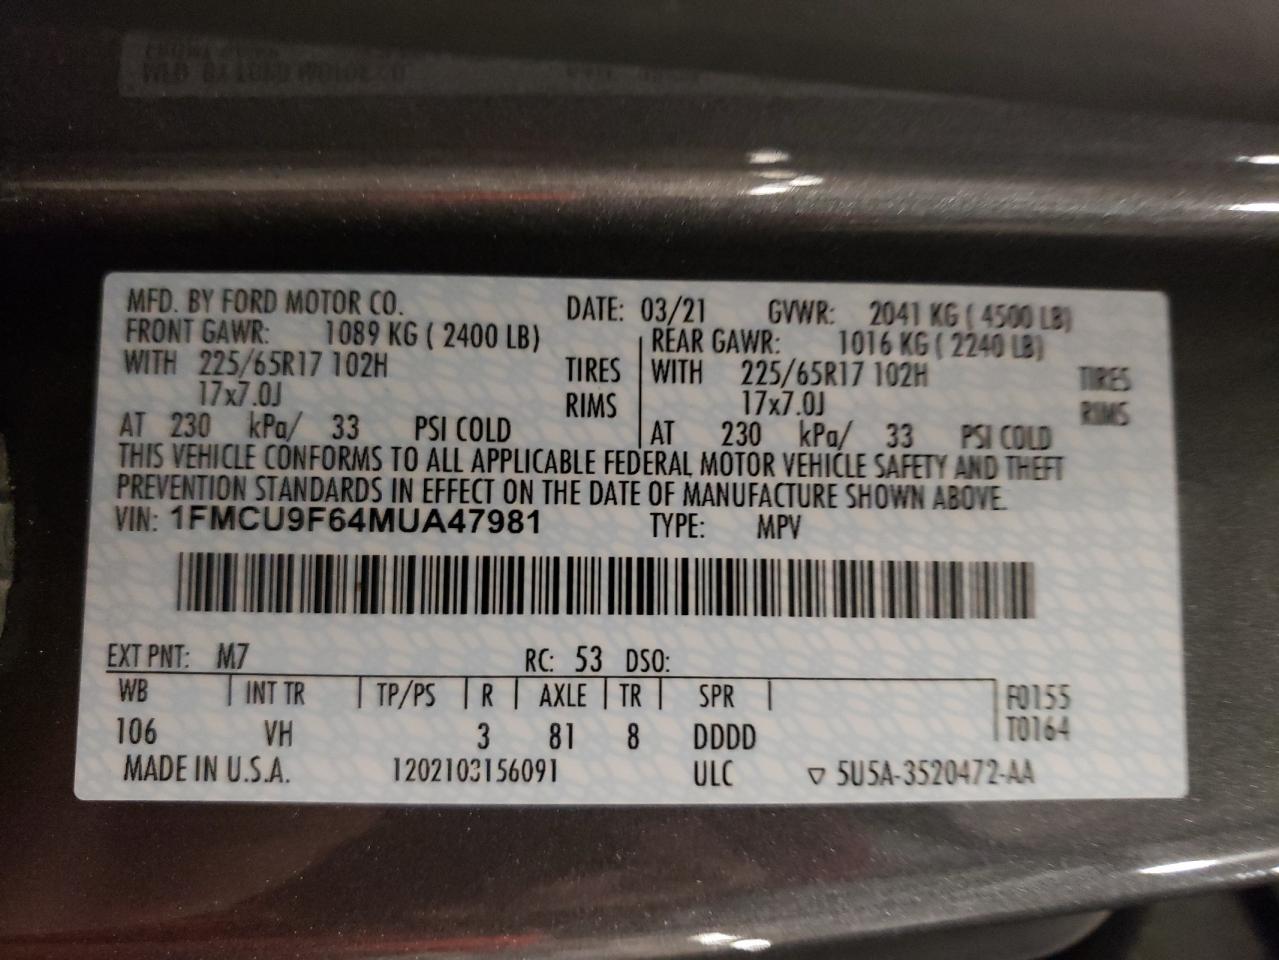 MFD. BY FORD MOTOR CO. DATE: 03/21 GVWR: 2041 KG ( 4500 LB)
FRONT GAWR: 1089 KG ( 2400 LB) REAR GAWR: 1016 KG ( 2240 LB)
WITH 225/65R17 102H TIRES WITH 225/65R17 102H TIRES
17x7.0J RIMS 17x7.0J RIMS
AT 230 kPa/ 33 PSI COLD AT 230 kPa/ 33 PSI COLD
THIS VEHICLE CONFORMS TO ALL APPLICABLE FEDERAL MOTOR VEHICLE SAFETY AND THEFT
PREVENTION STANDARDS IN EFFECT ON THE DATE OF MANUFACTURE SHOWN ABOVE.
VIN: 1FMCU9F64MUA47981 TYPE: MPV
EXT PNT: M7 RC: 53 DSO:
WB INT TR TP/PS R AXLE TR SPR F0155
106 VH 3 81 8 DDDD T0164
MADE IN U.S.A. 1202103156091 ULC ▽ 5U5A-3520472-AA